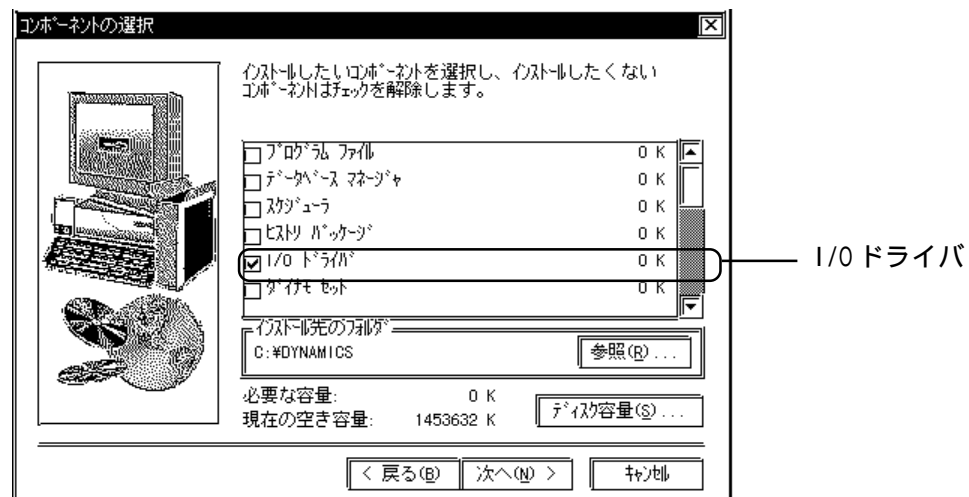 コンポーネントの選択
インストールしたいコンポーネントを選択し、インストールしたくない
コンポーネントはチェックを解除します。
プログラム ファイル 0 K
データベース マネージャ 0 K
スケジューラ 0 K
ヒストリ パッケージ 0 K
I/O ドライバ 0 K
I/O ドライバ
ダイナモ セット 0 K
インストール先のフォルダ
C:¥DYNAMICS 参照(R)...
必要な容量: 0 K
現在の空き容量: 1453632 K
ディスク容量(S)...
< 戻る(B) 次へ(N) > キャンセル